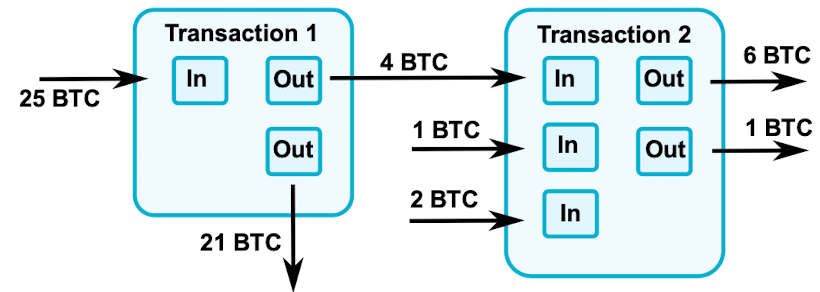 Transaction 1
In
Out
25 BTC
Out
21 BTC
4 BTC
1 BTC
2 BTC
Transaction 2
In
Out
In
Out
In
6 BTC
1 BTC